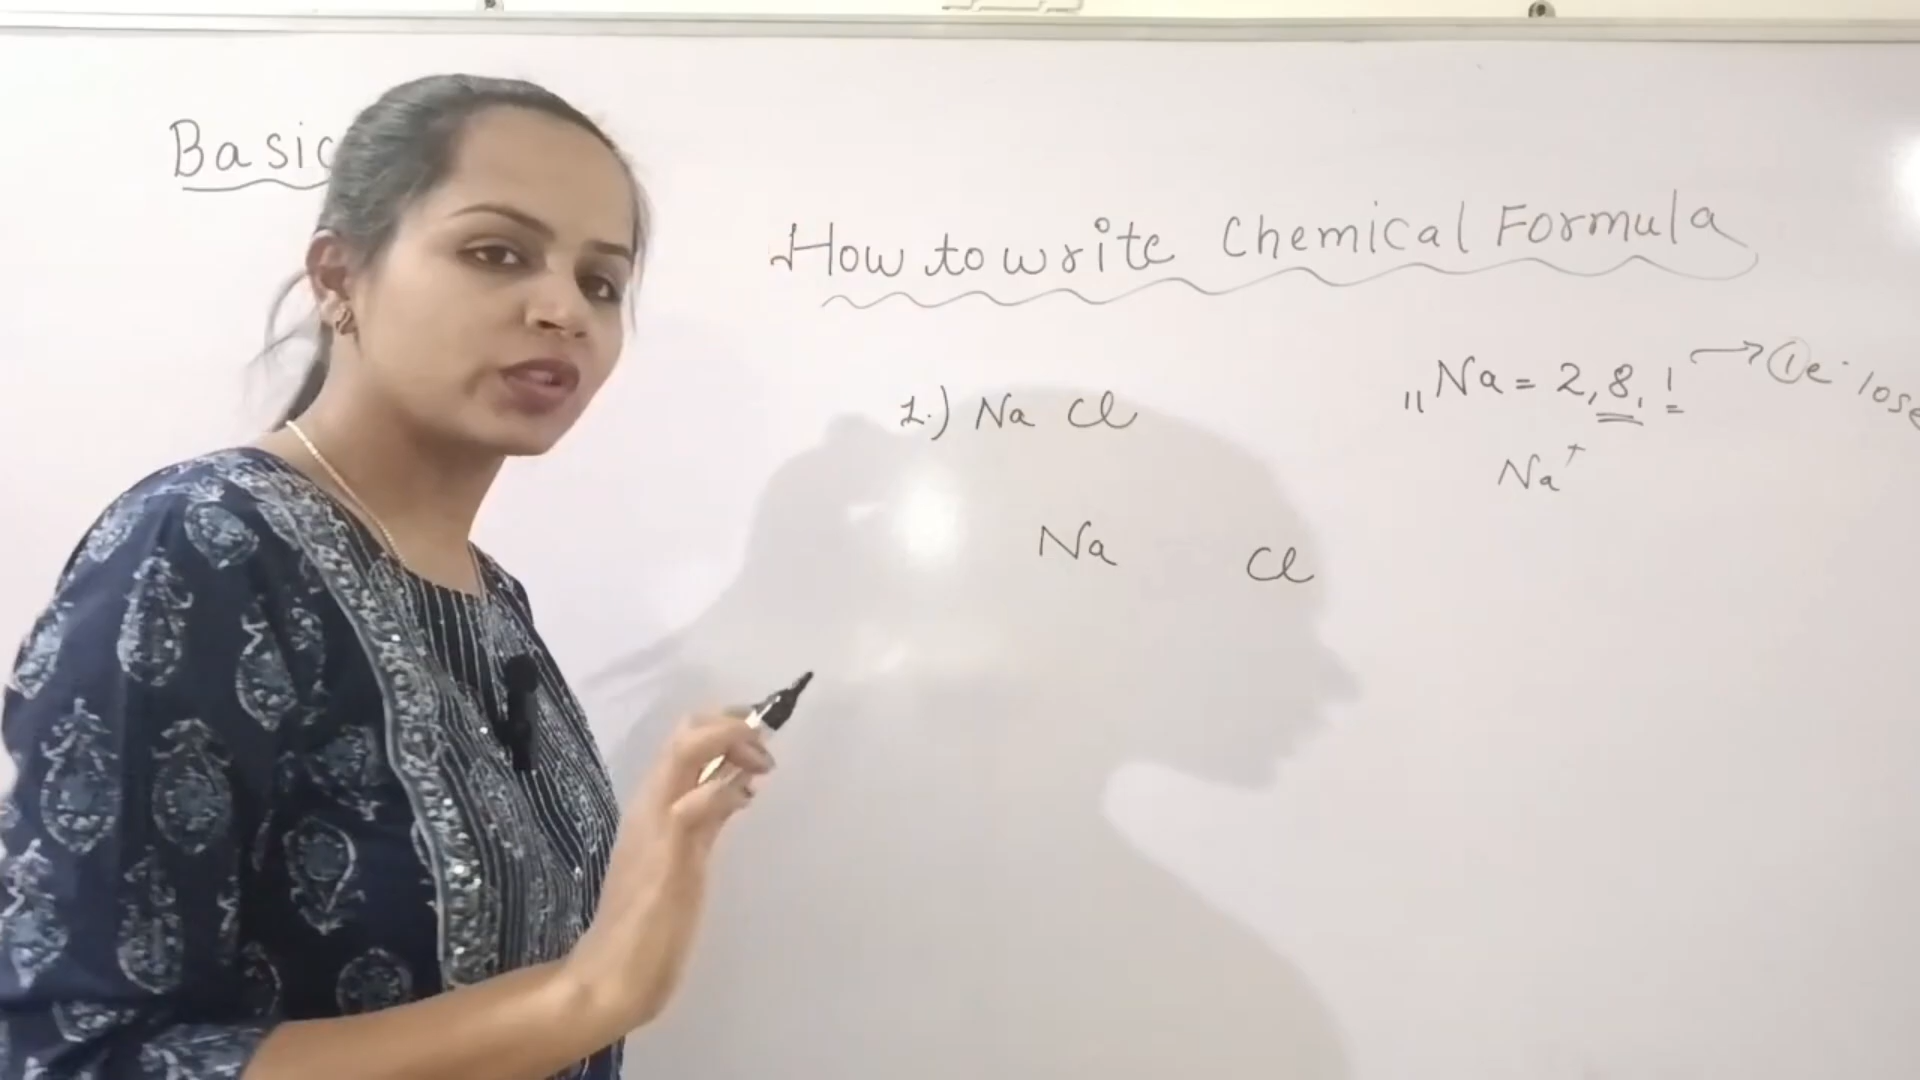 Basic
How to write Chemical Formula
1.) Na Cl
₁₁Na = 2,8,1 → ①e⁻ lose
Na⁺
Na Cl